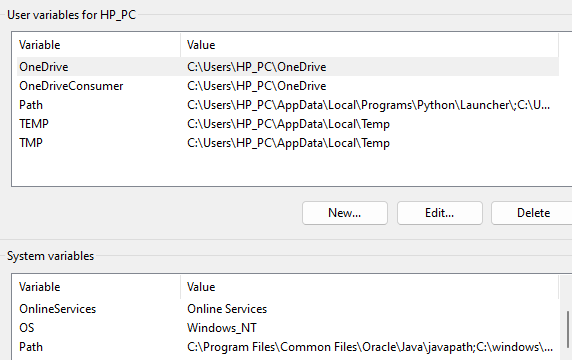 User variables for HP_PC
Variable Value
OneDrive C:\Users\HP_PC\OneDrive
OneDriveConsumer C:\Users\HP_PC\OneDrive
Path C:\Users\HP_PC\AppData\Local\Programs\Python\Launcher\;C:\U...
TEMP C:\Users\HP_PC\AppData\Local\Temp
TMP C:\Users\HP_PC\AppData\Local\Temp
New... Edit... Delete
System variables
Variable Value
OnlineServices Online Services
OS Windows_NT
Path C:\Program Files\Common Files\Oracle\Java\javapath;C:\windows\...